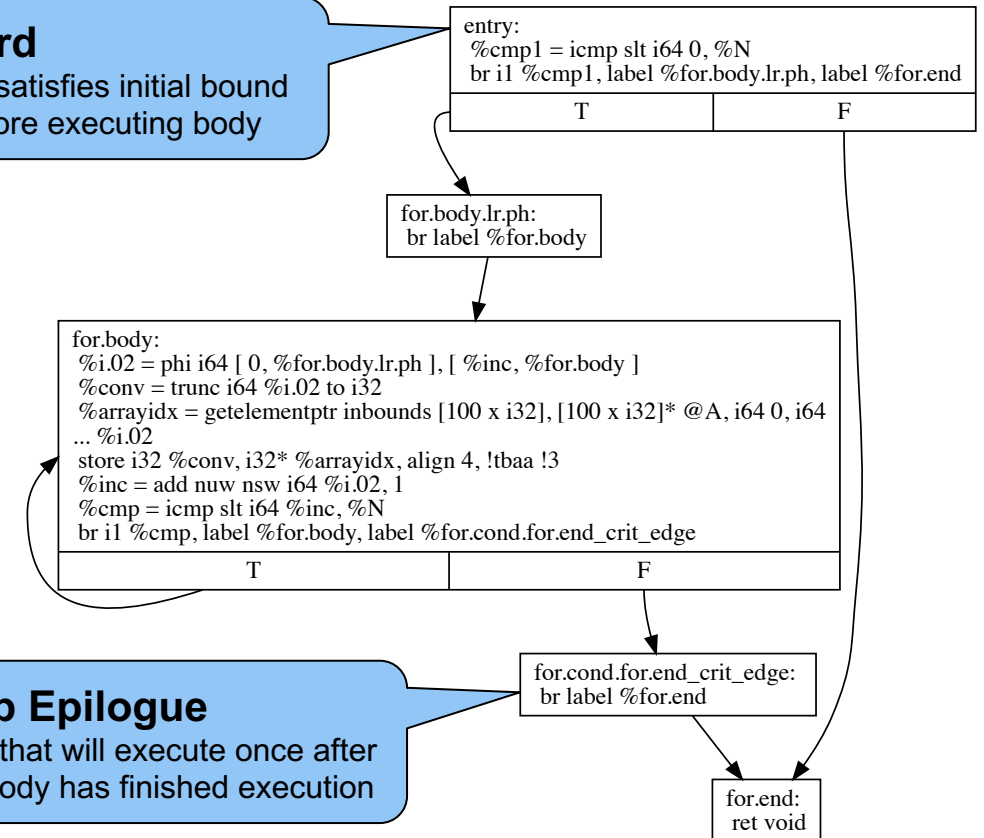 rd
satisfies initial bound
ore executing body
entry:
%cmp1 = icmp slt i64 0, %N
br i1 %cmp1, label %for.body.lr.ph, label %for.end
T F
for.body.lr.ph:
br label %for.body
for.body:
%i.02 = phi i64 [ 0, %for.body.lr.ph ], [ %inc, %for.body ]
%conv = trunc i64 %i.02 to i32
%arrayidx = getelementptr inbounds [100 x i32], [100 x i32]* @A, i64 0, i64
... %i.02
store i32 %conv, i32* %arrayidx, align 4, !tbaa !3
%inc = add nuw nsw i64 %i.02, 1
%cmp = icmp slt i64 %inc, %N
br i1 %cmp, label %for.body, label %for.cond.for.end_crit_edge
T F
p Epilogue
that will execute once after
ody has finished execution
for.cond.for.end_crit_edge:
br label %for.end
for.end:
ret void